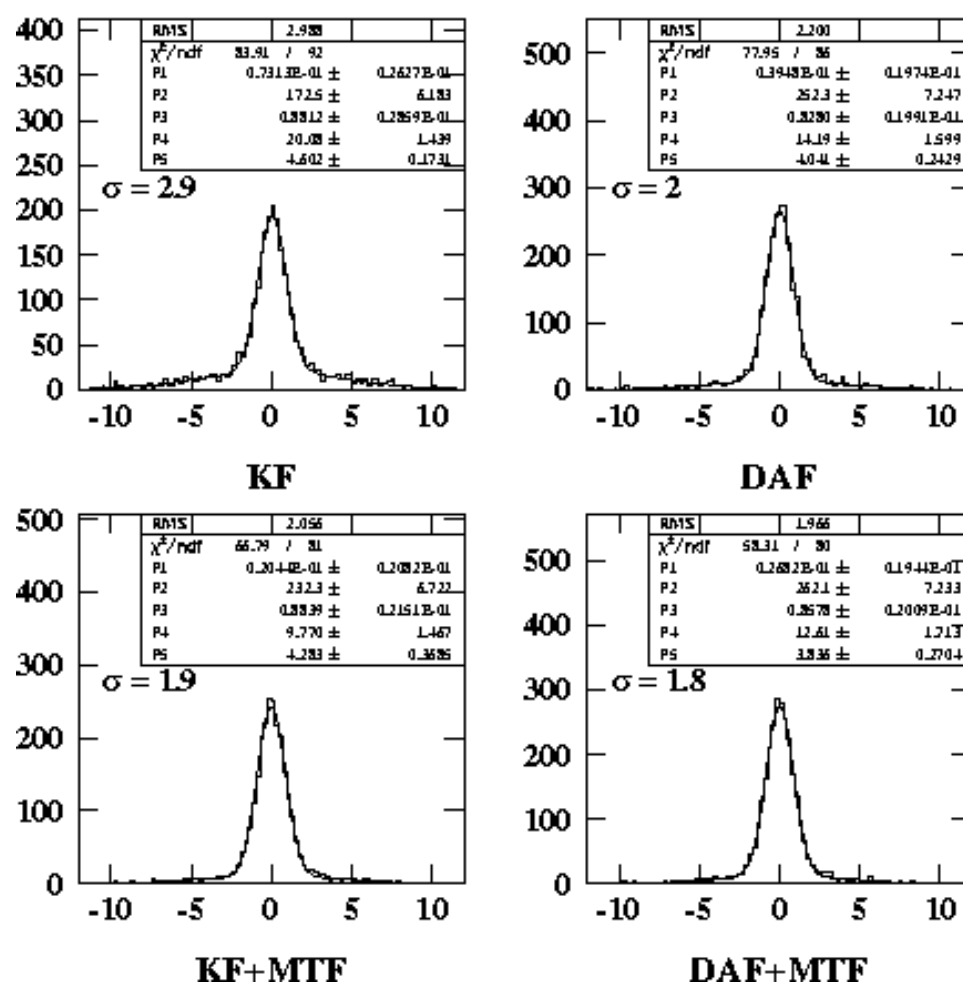 RMS 2.988
χ²/ndf 83.91 / 92
P1 0.7313E-01 ± 0.2627E-01
P2 172.5 ± 6.183
P3 0.8812 ± 0.2869E-01
P4 20.08 ± 1.439
P5 4.602 ± 0.1731
σ = 2.9
400
350
300
250
200
150
100
50
0
-10 -5 0 5 10
KF
RMS 2.200
χ²/ndf 77.95 / 86
P1 0.3948E-01 ± 0.1974E-01
P2 262.3 ± 7.247
P3 0.8280 ± 0.1991E-01
P4 14.19 ± 1.599
P5 4.041 ± 0.2429
σ = 2
500
400
300
200
100
0
-10 -5 0 5 10
DAF
RMS 2.056
χ²/ndf 66.79 / 81
P1 0.2044E-01 ± 0.2082E-01
P2 232.3 ± 6.722
P3 0.8839 ± 0.2151E-01
P4 9.770 ± 1.467
P5 4.283 ± 0.3685
σ = 1.9
500
400
300
200
100
0
-10 -5 0 5 10
KF+MTF
RMS 1.966
χ²/ndf 58.31 / 80
P1 0.2682E-01 ± 0.1944E-01
P2 262.1 ± 7.233
P3 0.8678 ± 0.2009E-01
P4 12.61 ± 1.713
P5 3.836 ± 0.2704
σ = 1.8
500
400
300
200
100
0
-10 -5 0 5 10
DAF+MTF